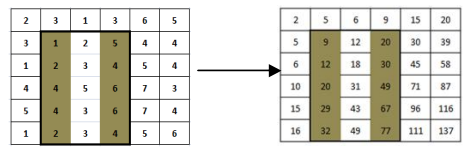 2 3 1 3 6 5
3 1 2 5 4 4
1 2 3 4 5 4
4 4 5 6 7 3
5 4 3 6 7 4
1 2 3 4 5 6
2 5 6 9 15 20
5 9 12 20 30 39
6 12 18 30 45 58
10 20 31 49 71 87
15 29 43 67 96 116
16 32 49 77 111 137